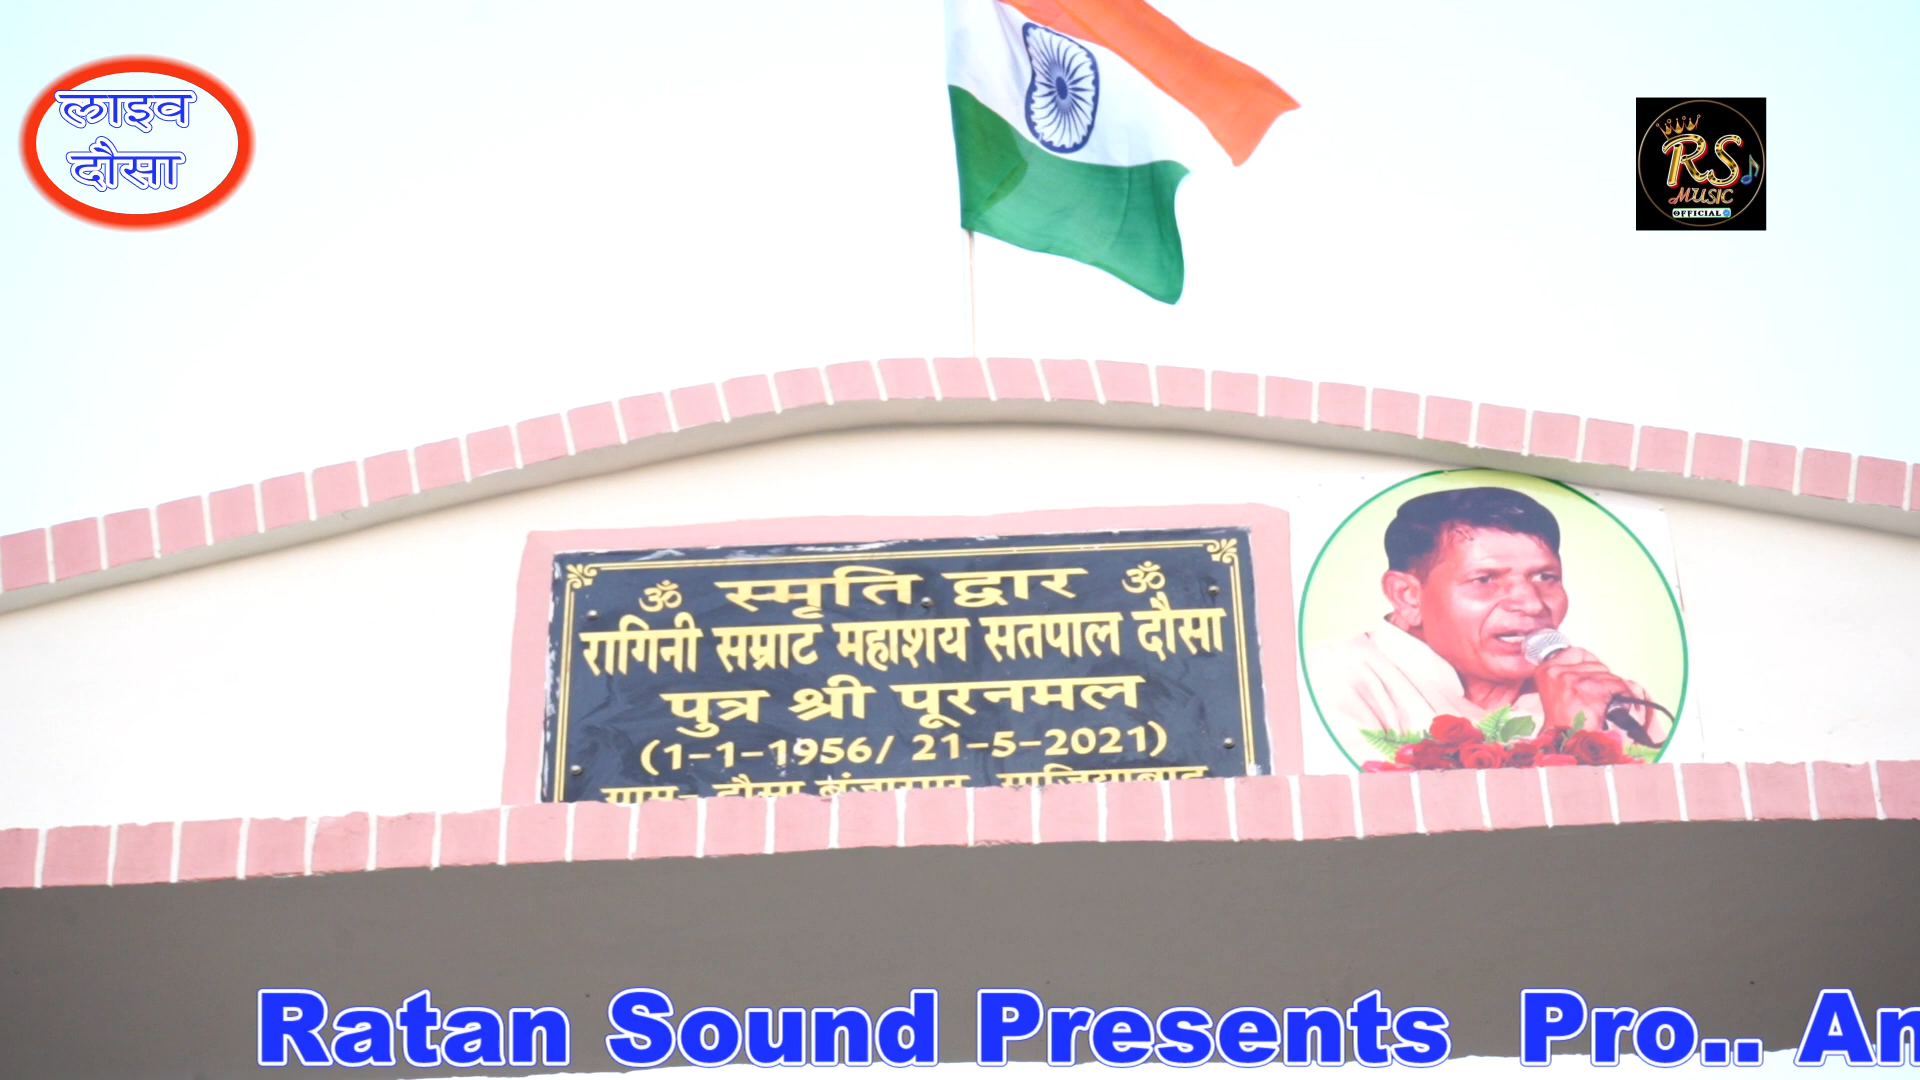 लाइव
दौसा
RS
MUSIC
OFFICIAL
ॐ स्मृति द्वार ॐ
रागिनी सम्राट महाशय सतपाल दौसा
पुत्र श्री पूरनमल
(1-1-1956/ 21-5-2021)
ग्राम- दौसा बंजारपुर
Ratan Sound Presents Pro.. An